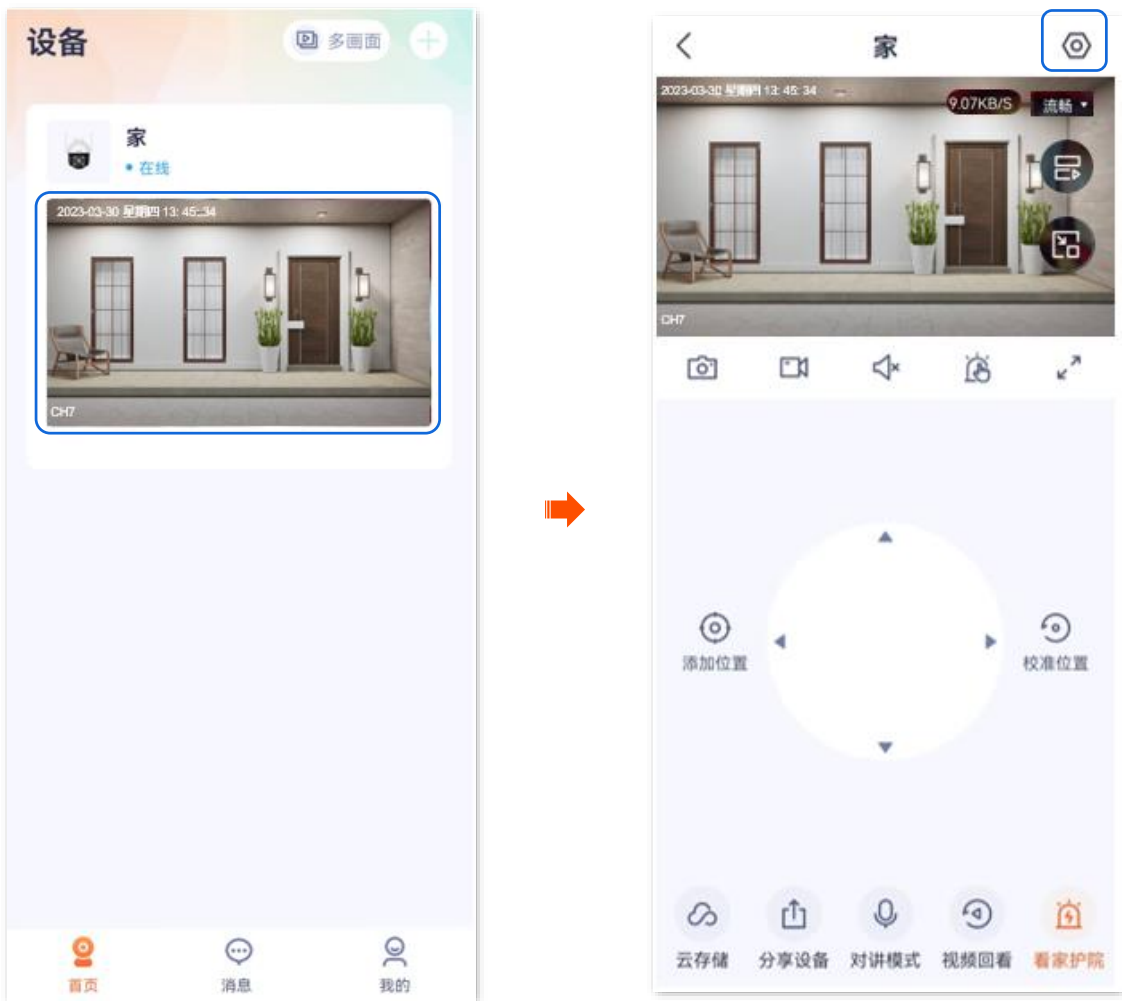 设备
多画面
家
在线
2023-03-30 星期四 13: 45: 34
CH7
首页
消息
我的
家
2023-03-30 星期四 13: 45: 34
9.07KB/S
流畅
CH7
添加位置
校准位置
云存储
分享设备
对讲模式
视频回看
看家护院